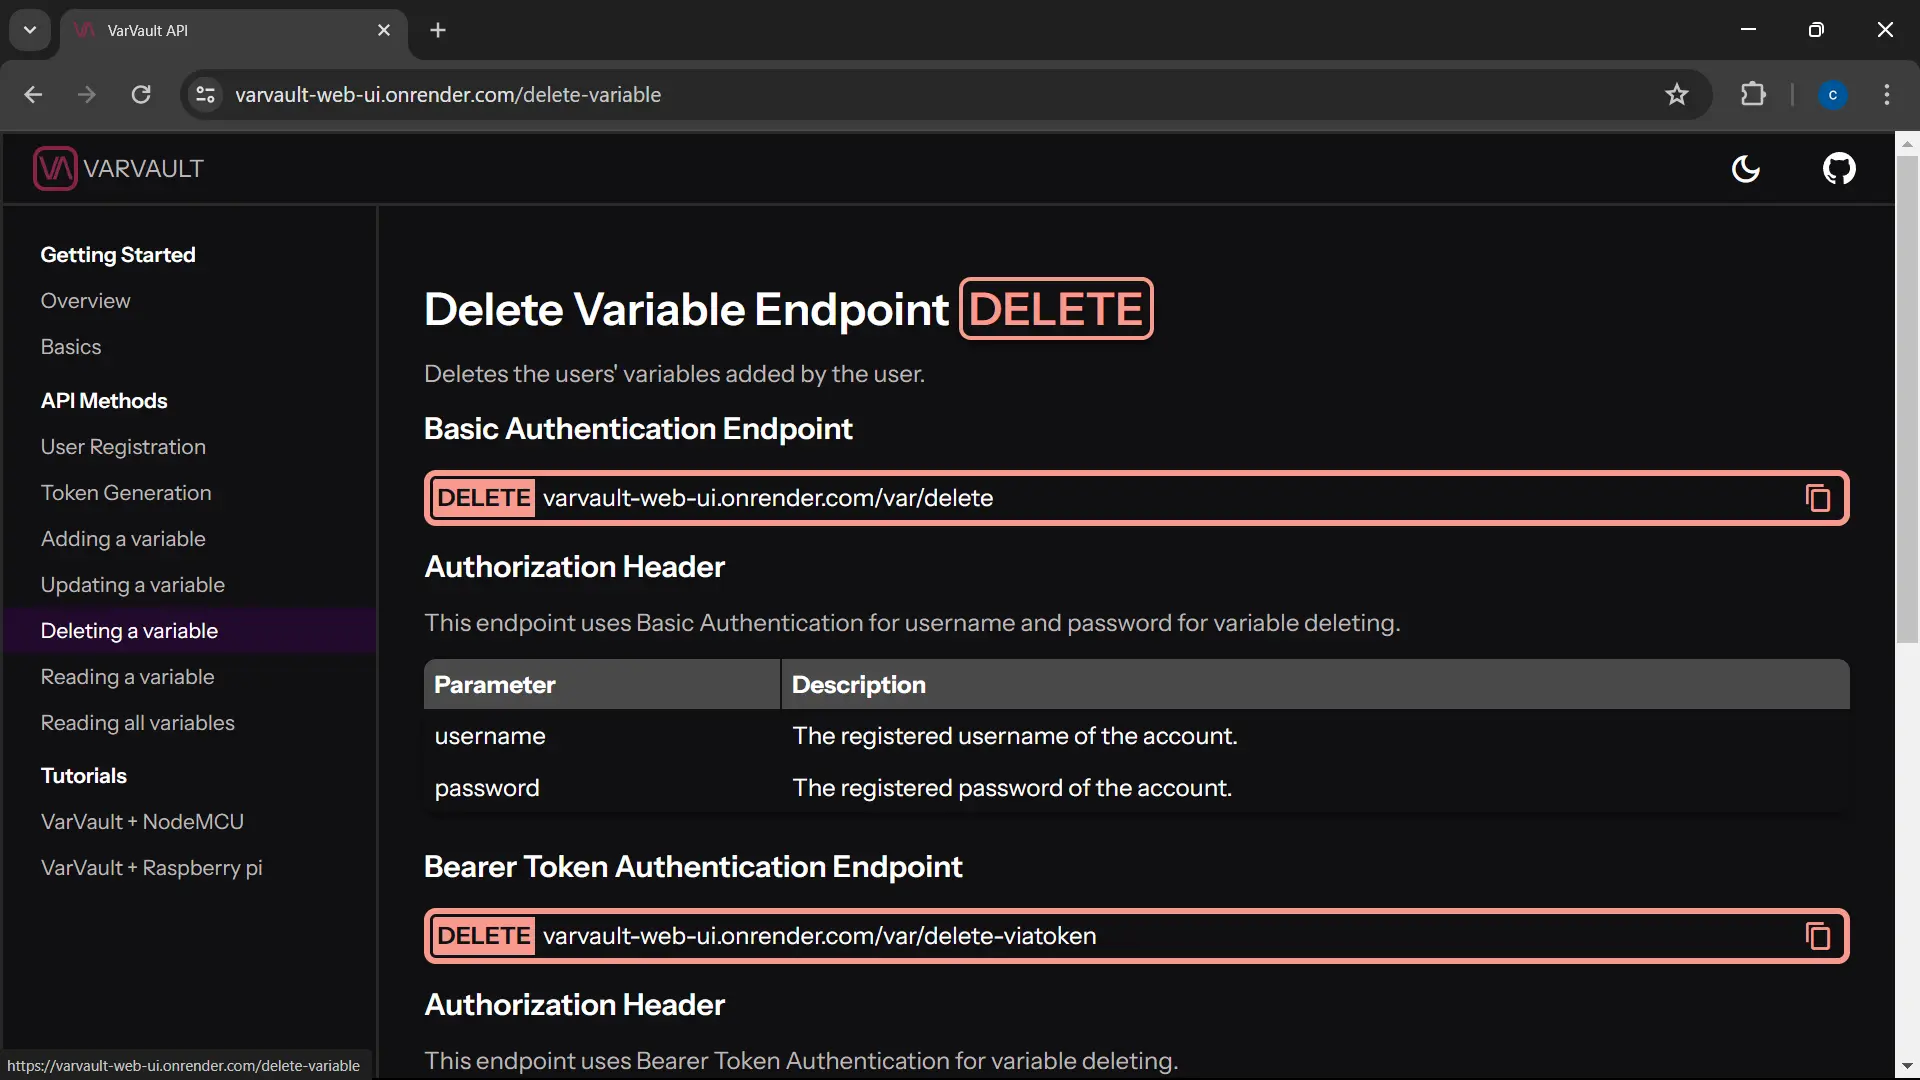 VarVault API
varvault-web-ui.onrender.com/delete-variable
C
VARVAULT
Getting Started
Overview
Basics
API Methods
User Registration
Token Generation
Adding a variable
Updating a variable
Deleting a variable
Reading a variable
Reading all variables
Tutorials
VarVault + NodeMCU
VarVault + Raspberry pi
Delete Variable Endpoint DELETE
Deletes the users' variables added by the user.
Basic Authentication Endpoint
DELETE varvault-web-ui.onrender.com/var/delete
Authorization Header
This endpoint uses Basic Authentication for username and password for variable deleting.
Parameter Description
username The registered username of the account.
password The registered password of the account.
Bearer Token Authentication Endpoint
DELETE varvault-web-ui.onrender.com/var/delete-viatoken
Authorization Header
This endpoint uses Bearer Token Authentication for variable deleting.
https://varvault-web-ui.onrender.com/delete-variable